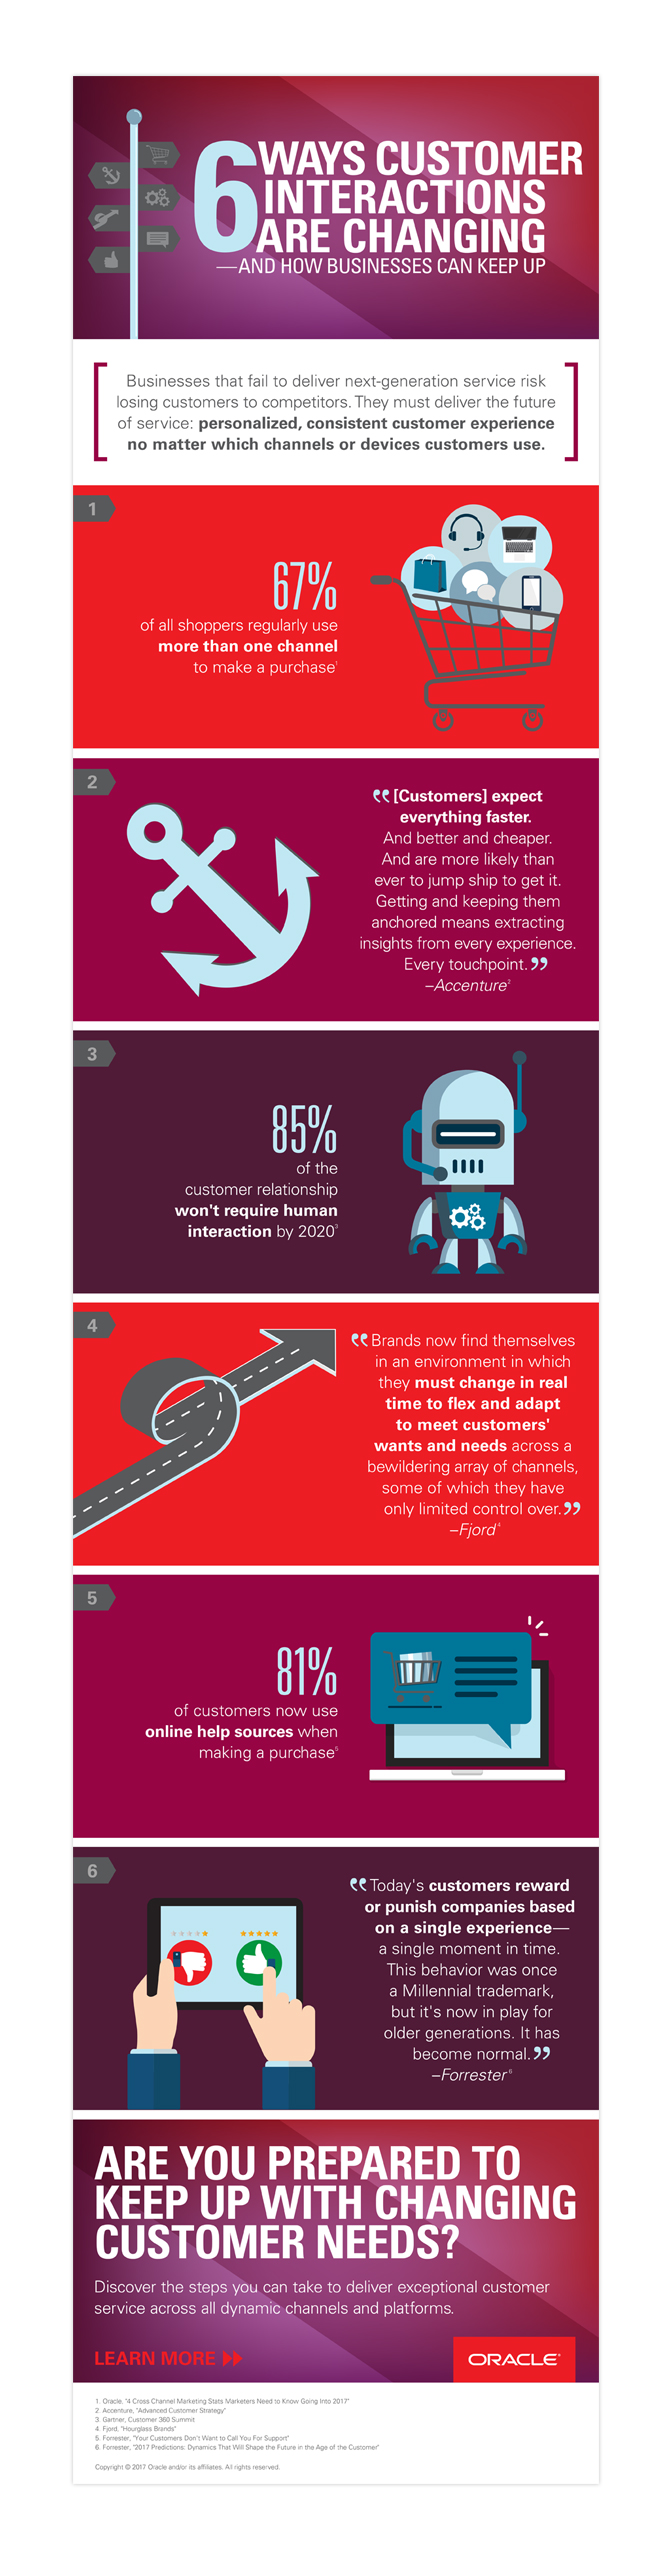 6 WAYS CUSTOMER
INTERACTIONS
ARE CHANGING
—AND HOW BUSINESSES CAN KEEP UP
Businesses that fail to deliver next-generation service risk
losing customers to competitors. They must deliver the future
of service: personalized, consistent customer experience
no matter which channels or devices customers use.
1
67%
of all shoppers regularly use
more than one channel
to make a purchase1
2
“[Customers] expect
everything faster.
And better and cheaper.
And are more likely than
ever to jump ship to get it.
Getting and keeping them
anchored means extracting
insights from every experience.
Every touchpoint.”
–Accenture2
3
85%
of the
customer relationship
won't require human
interaction by 20203
4
“Brands now find themselves
in an environment in which
they must change in real
time to flex and adapt
to meet customers'
wants and needs across a
bewildering array of channels,
some of which they have
only limited control over.”
–Fjord4
5
81%
of customers now use
online help sources when
making a purchase5
6
“Today's customers reward
or punish companies based
on a single experience—
a single moment in time.
This behavior was once
a Millennial trademark,
but it's now in play for
older generations. It has
become normal.”
–Forrester6
ARE YOU PREPARED TO
KEEP UP WITH CHANGING
CUSTOMER NEEDS?
Discover the steps you can take to deliver exceptional customer
service across all dynamic channels and platforms.
LEARN MORE
ORACLE®
1. Oracle, "4 Cross Channel Marketing Stats Marketers Need to Know Going Into 2017"
2. Accenture, "Advanced Customer Strategy"
3. Gartner, Customer 360 Summit
4. Fjord, "Hourglass Brands"
5. Forrester, "Your Customers Don't Want to Call You For Support"
6. Forrester, "2017 Predictions: Dynamics That Will Shape the Future in the Age of the Customer"
Copyright © 2017 Oracle and/or its affiliates. All rights reserved.